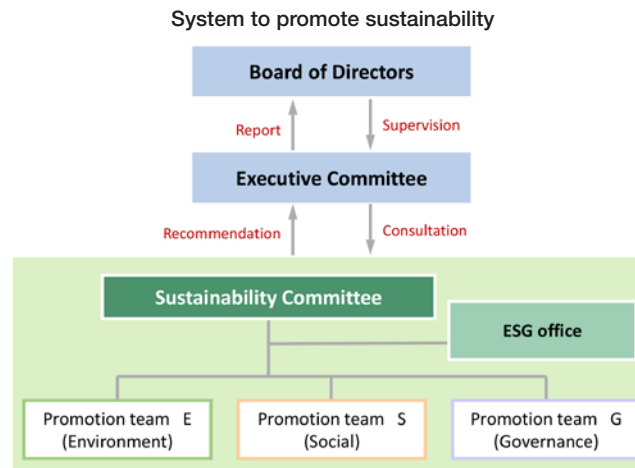 System to promote sustainability
Board of Directors
Report
Supervision
Executive Committee
Recommendation
Consultation
Sustainability Committee
ESG office
Promotion team E
(Environment)
Promotion team S
(Social)
Promotion team G
(Governance)